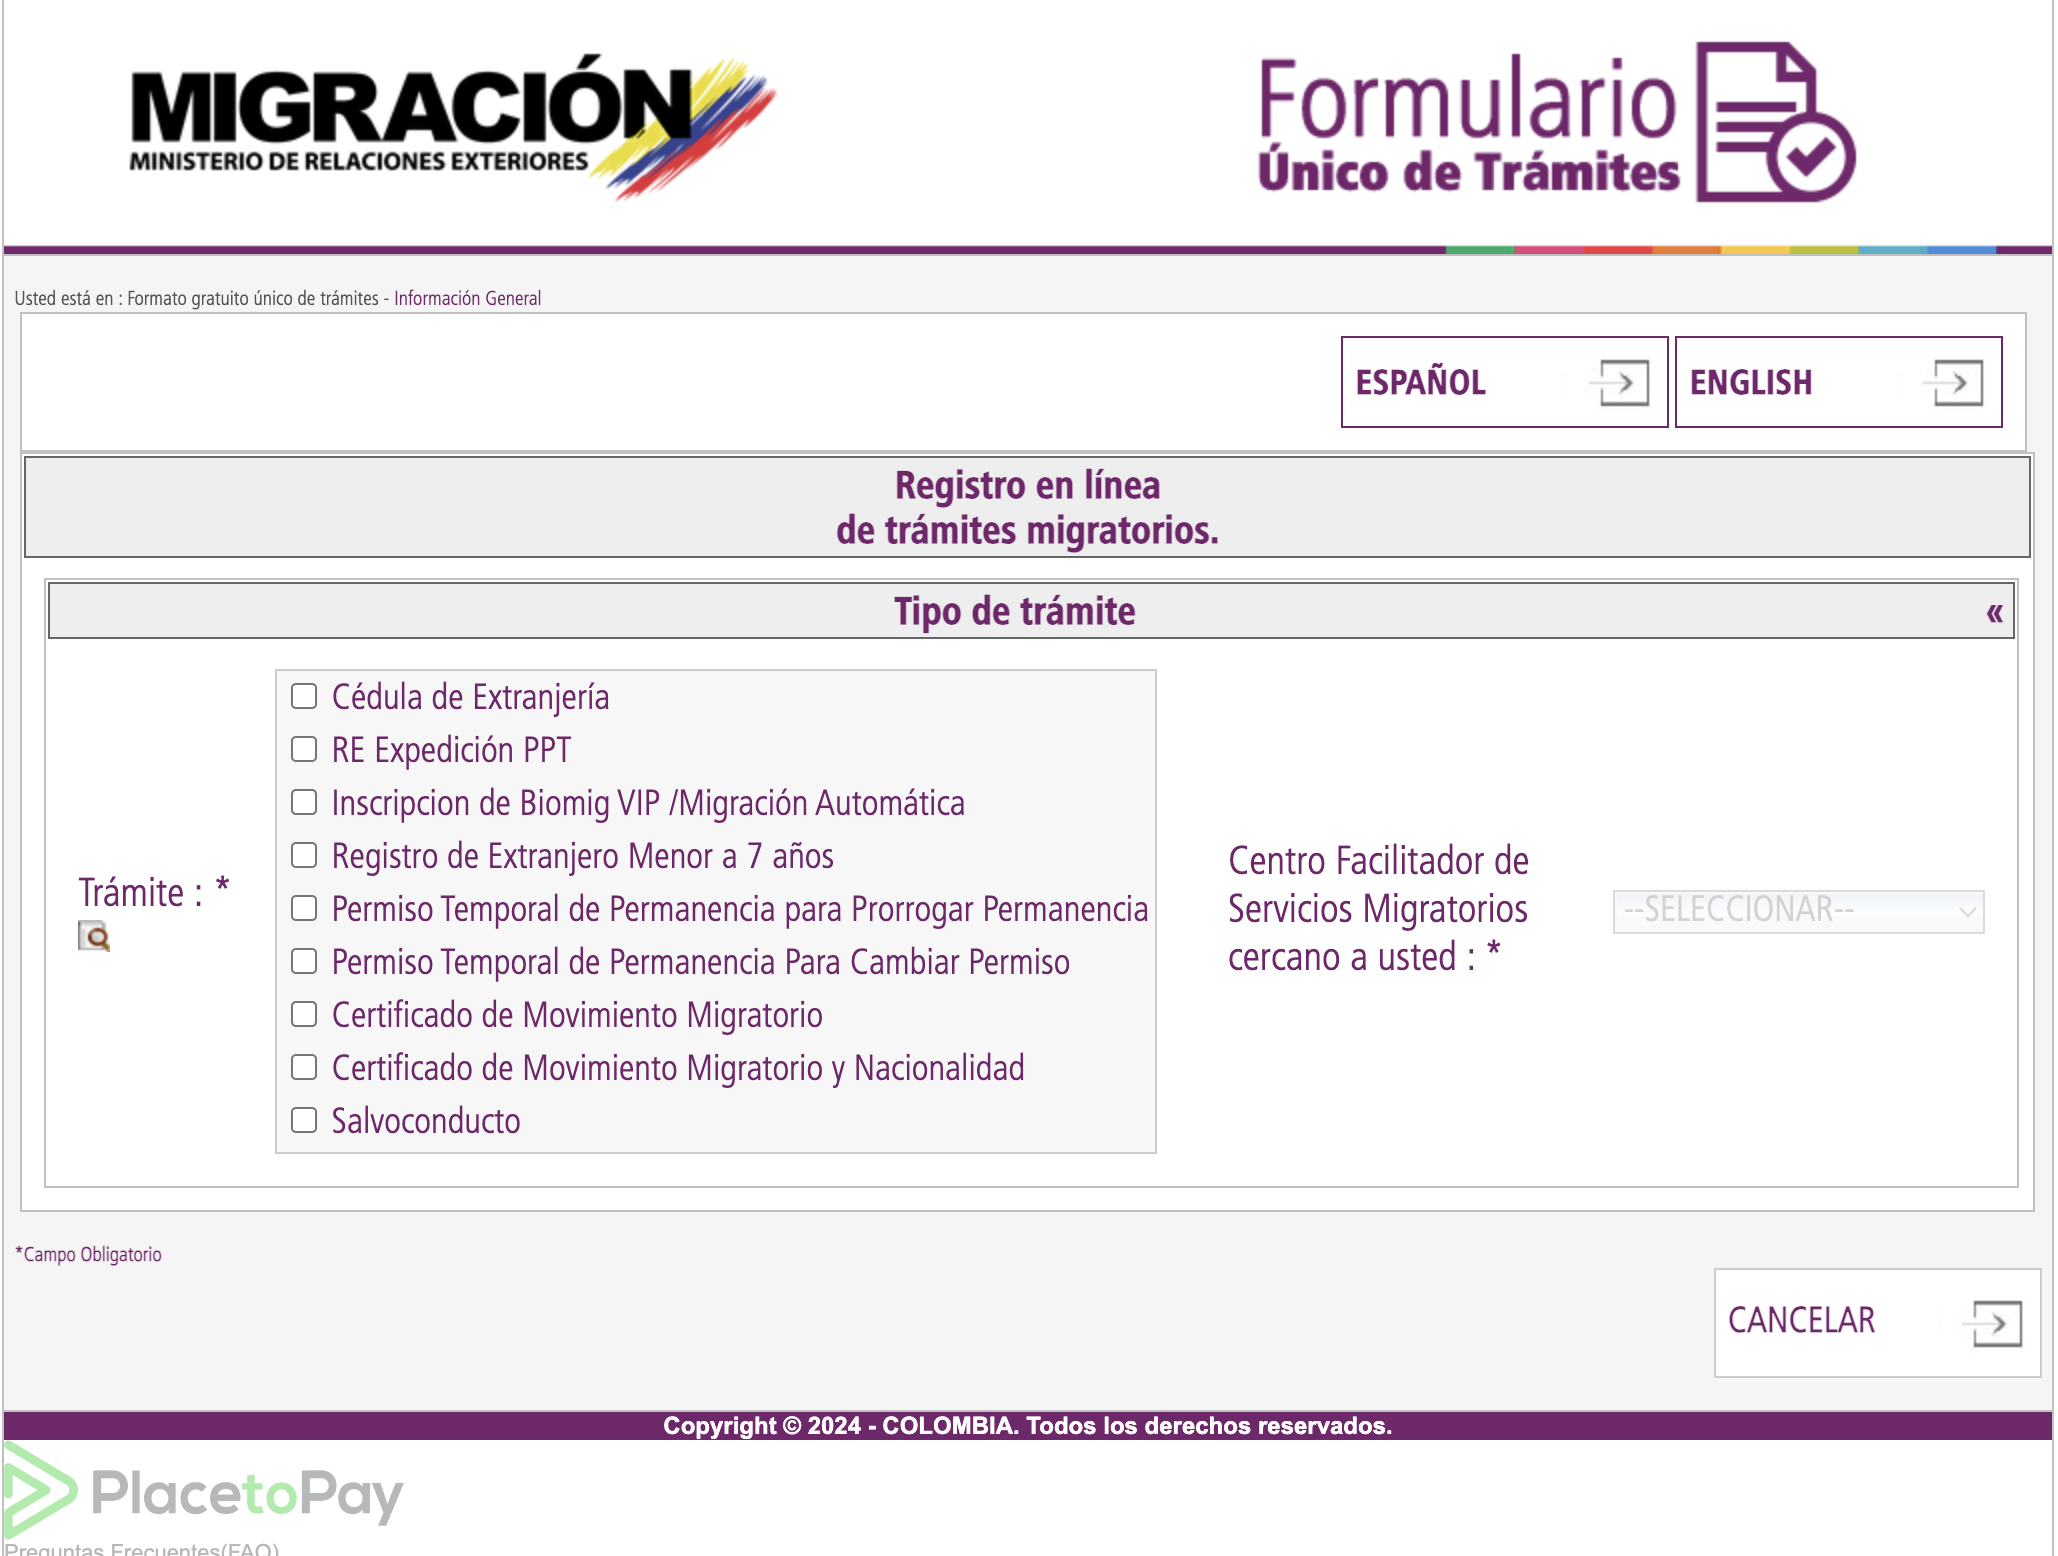 MIGRACIÓN
MINISTERIO DE RELACIONES EXTERIORES
Formulario
Único de Trámites
Usted está en : Formato gratuito único de trámites - Información General
ESPAÑOL
ENGLISH
Registro en línea
de trámites migratorios.
Tipo de trámite «
Trámite : *
Cédula de Extranjería
RE Expedición PPT
Inscripcion de Biomig VIP /Migración Automática
Registro de Extranjero Menor a 7 años
Permiso Temporal de Permanencia para Prorrogar Permanencia
Permiso Temporal de Permanencia Para Cambiar Permiso
Certificado de Movimiento Migratorio
Certificado de Movimiento Migratorio y Nacionalidad
Salvoconducto
Centro Facilitador de
Servicios Migratorios
cercano a usted : *
--SELECCIONAR--
*Campo Obligatorio
CANCELAR
Copyright © 2024 - COLOMBIA. Todos los derechos reservados.
PlacetoPay
Preguntas Frecuentes(FAQ)